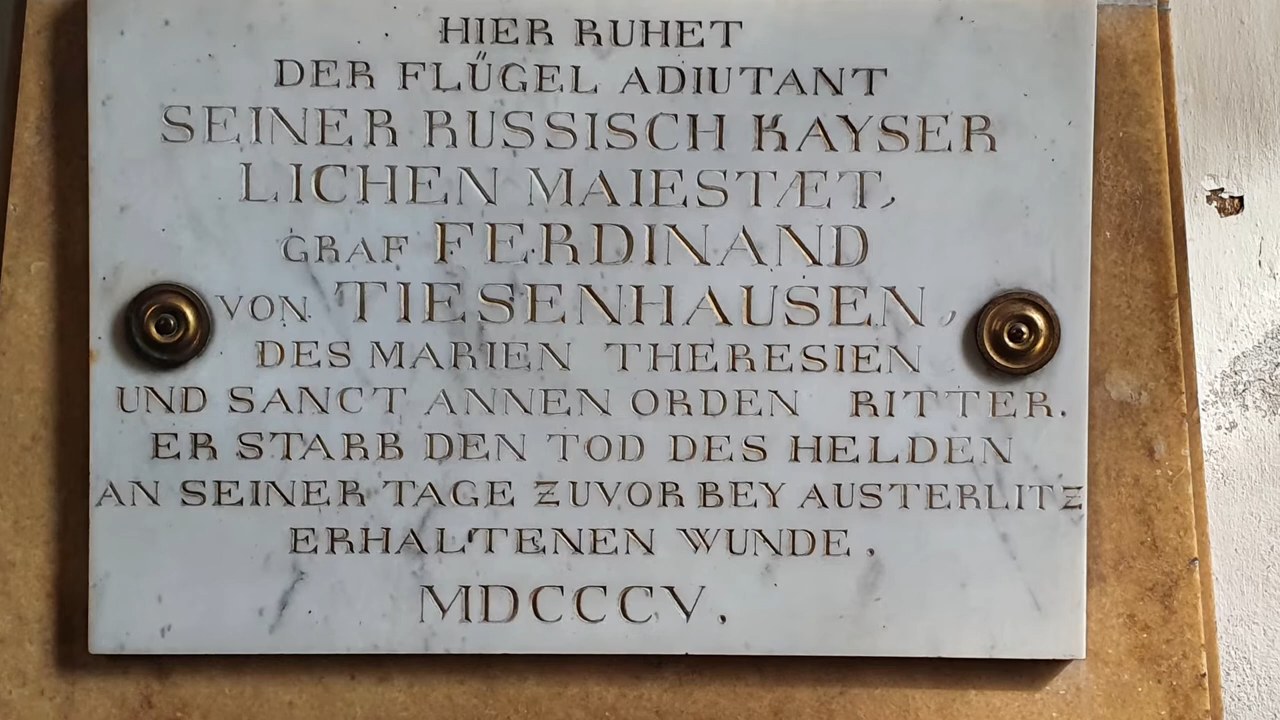 HIER RUHET
DER FLŰGEL ADIUTANT
SEINER RUSSISCH KAYSER
LICHEN MAIESTÆT,
GRAF FERDINAND
VON TIESENHAUSEN,
DES MARIEN THERESIEN
UND SANCT ANNEN ORDEN RITTER.
ER STARB DEN TOD DES HELDEN
AN SEINER TAGE ZUVOR BEY AUSTERLITZ
ERHALTENEN WUNDE.
MDCCCV.